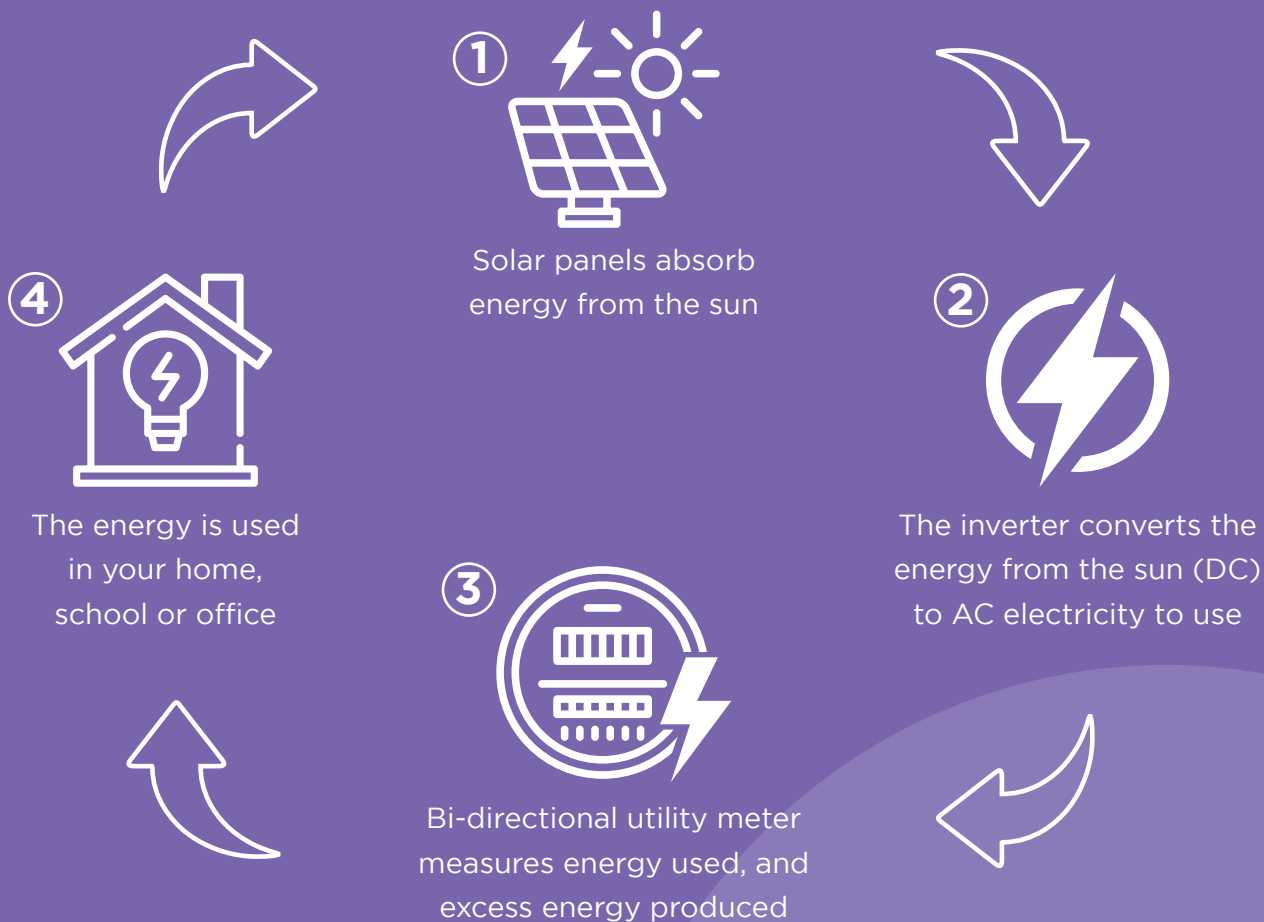 ①
Solar panels absorb
energy from the sun
②
The inverter converts the
energy from the sun (DC)
to AC electricity to use
③
Bi-directional utility meter
measures energy used, and
excess energy produced
④
The energy is used
in your home,
school or office